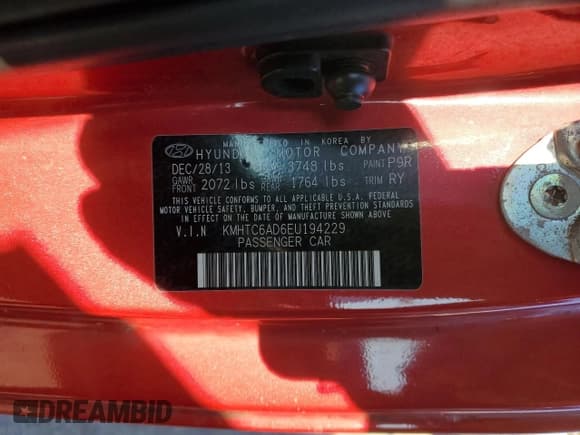 MANUFACTURED IN KOREA BY
HYUNDAI MOTOR COMPANY
DEC/28/13 3748 lbs PAINT P9R
GAWR FRONT 2072 lbs GAWR REAR 1764 lbs TRIM RY
THIS VEHICLE CONFORMS TO ALL APPLICABLE U.S.A. FEDERAL
MOTOR VEHICLE SAFETY, BUMPER, AND THEFT PREVENTION STANDARDS
IN EFFECT ON THE DATE OF MANUFACTURE SHOWN ABOVE.
V.I.N KMHTC6AD6EU194229
PASSENGER CAR
DREAMBID